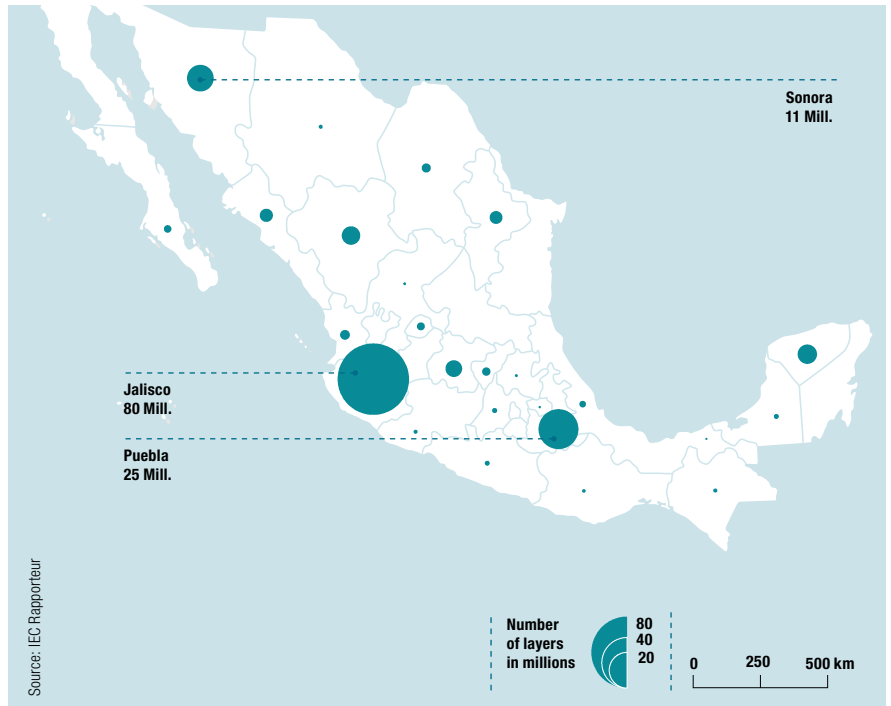 Sonora
11 Mill.
Jalisco
80 Mill.
Puebla
25 Mill.
Source: IEC Rapporteur
Number
of layers
in millions
80
40
20
0 250 500 km